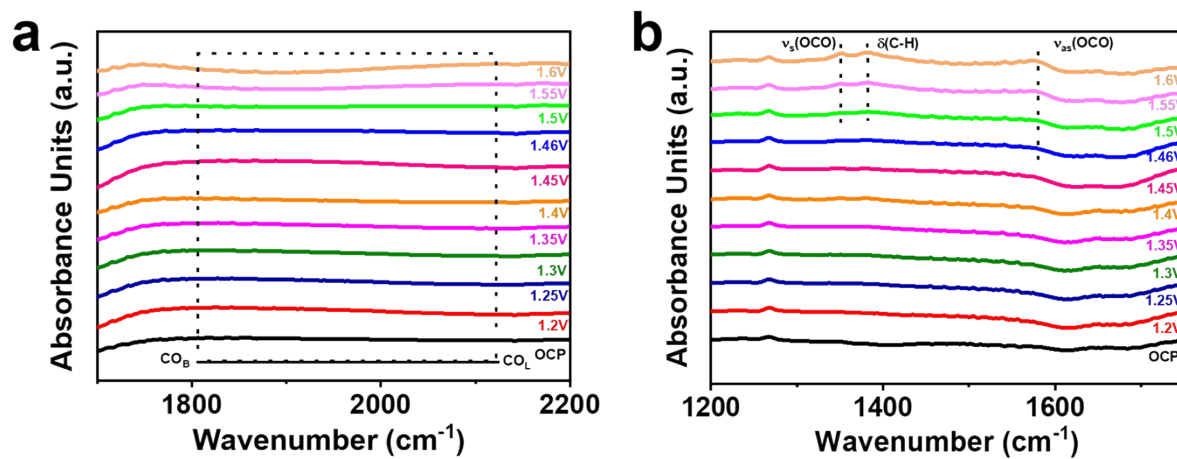 a
Absorbance Units (a.u.)
1.6V
1.55V
1.5V
1.46V
1.45V
1.4V
1.35V
1.3V
1.25V
1.2V
OCP
CO_B
CO_L
1800
2000
2200
Wavenumber (cm⁻¹)
b
Absorbance Units (a.u.)
ν_s(OCO)
δ(C-H)
ν_as(OCO)
1.6V
1.55V
1.5V
1.46V
1.45V
1.4V
1.35V
1.3V
1.25V
1.2V
OCP
1200
1400
1600
Wavenumber (cm⁻¹)